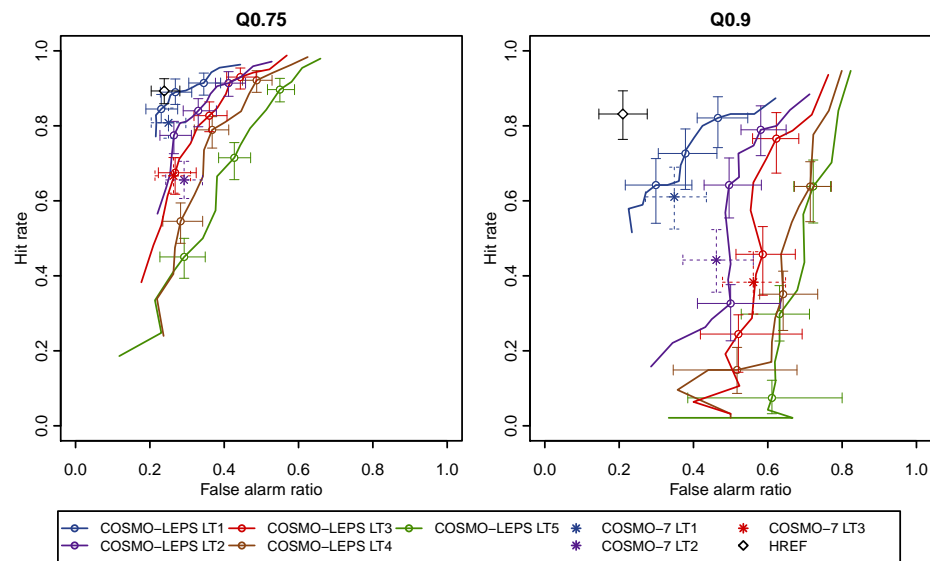 Q0.75
Q0.9
Hit rate
1.0
0.8
0.6
0.4
0.2
0.0
0.0 0.2 0.4 0.6 0.8 1.0
False alarm ratio
Hit rate
1.0
0.8
0.6
0.4
0.2
0.0
0.0 0.2 0.4 0.6 0.8 1.0
False alarm ratio
COSMO−LEPS LT1 COSMO−LEPS LT3 COSMO−LEPS LT5 COSMO−7 LT1 COSMO−7 LT3
COSMO−LEPS LT2 COSMO−LEPS LT4 COSMO−7 LT2 HREF